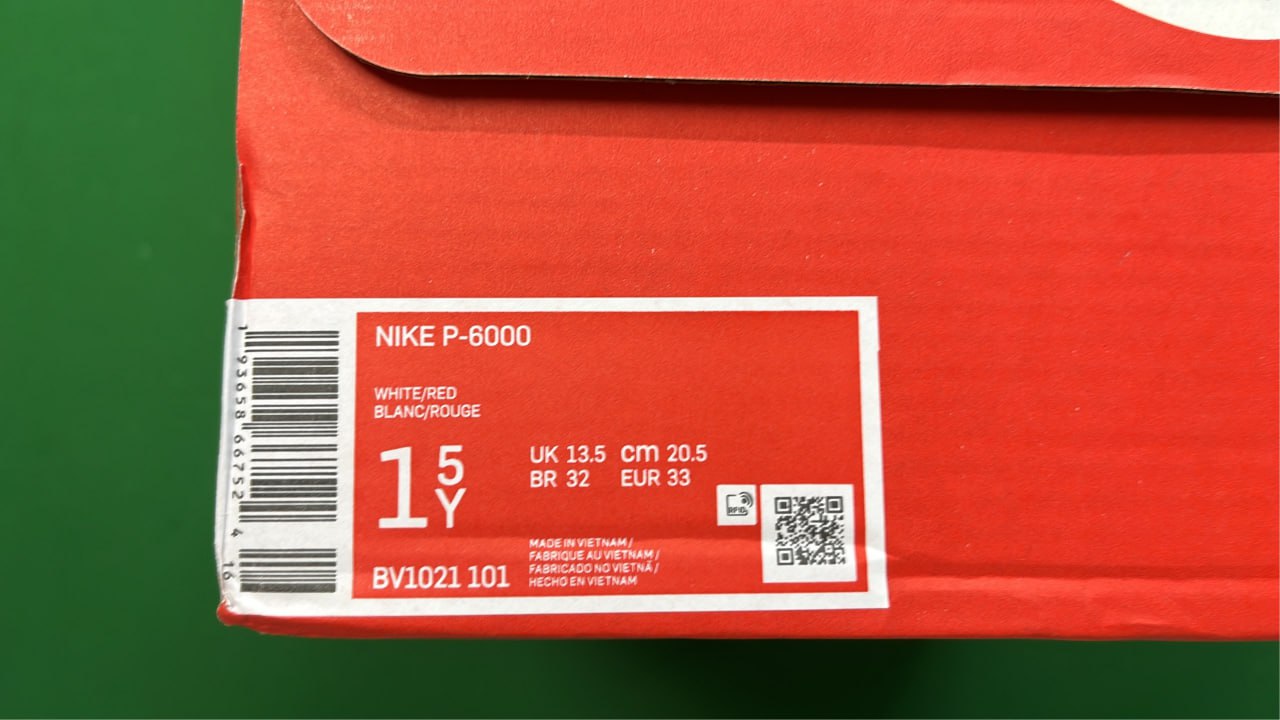 NIKE P-6000
WHITE/RED
BLANC/ROUGE
1 5 Y
UK 13.5 cm 20.5
BR 32 EUR 33
RFID
MADE IN VIETNAM /
FABRIQUE AU VIETNAM /
FABRICADO NO VIETNÃ /
HECHO EN VIETNAM
BV1021 101
1 93658 66752 4
16